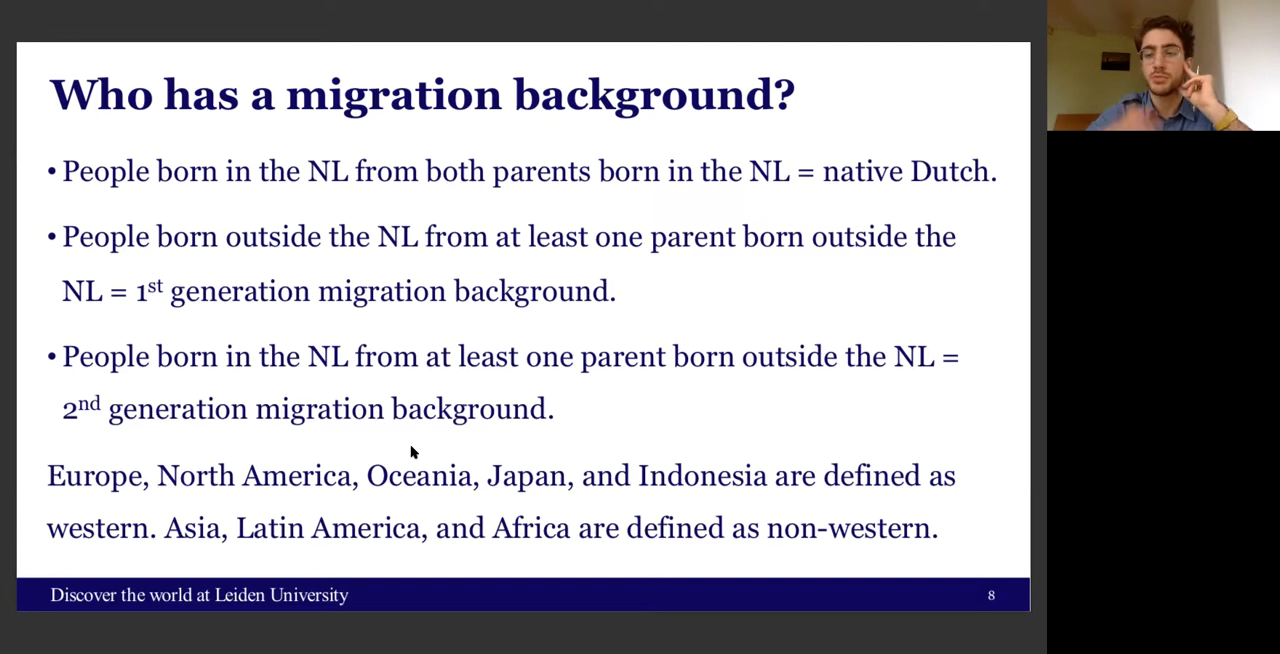 Who has a migration background?
• People born in the NL from both parents born in the NL = native Dutch.
• People born outside the NL from at least one parent born outside the
NL = 1st generation migration background.
• People born in the NL from at least one parent born outside the NL =
2nd generation migration background.
Europe, North America, Oceania, Japan, and Indonesia are defined as
western. Asia, Latin America, and Africa are defined as non-western.
Discover the world at Leiden University 8